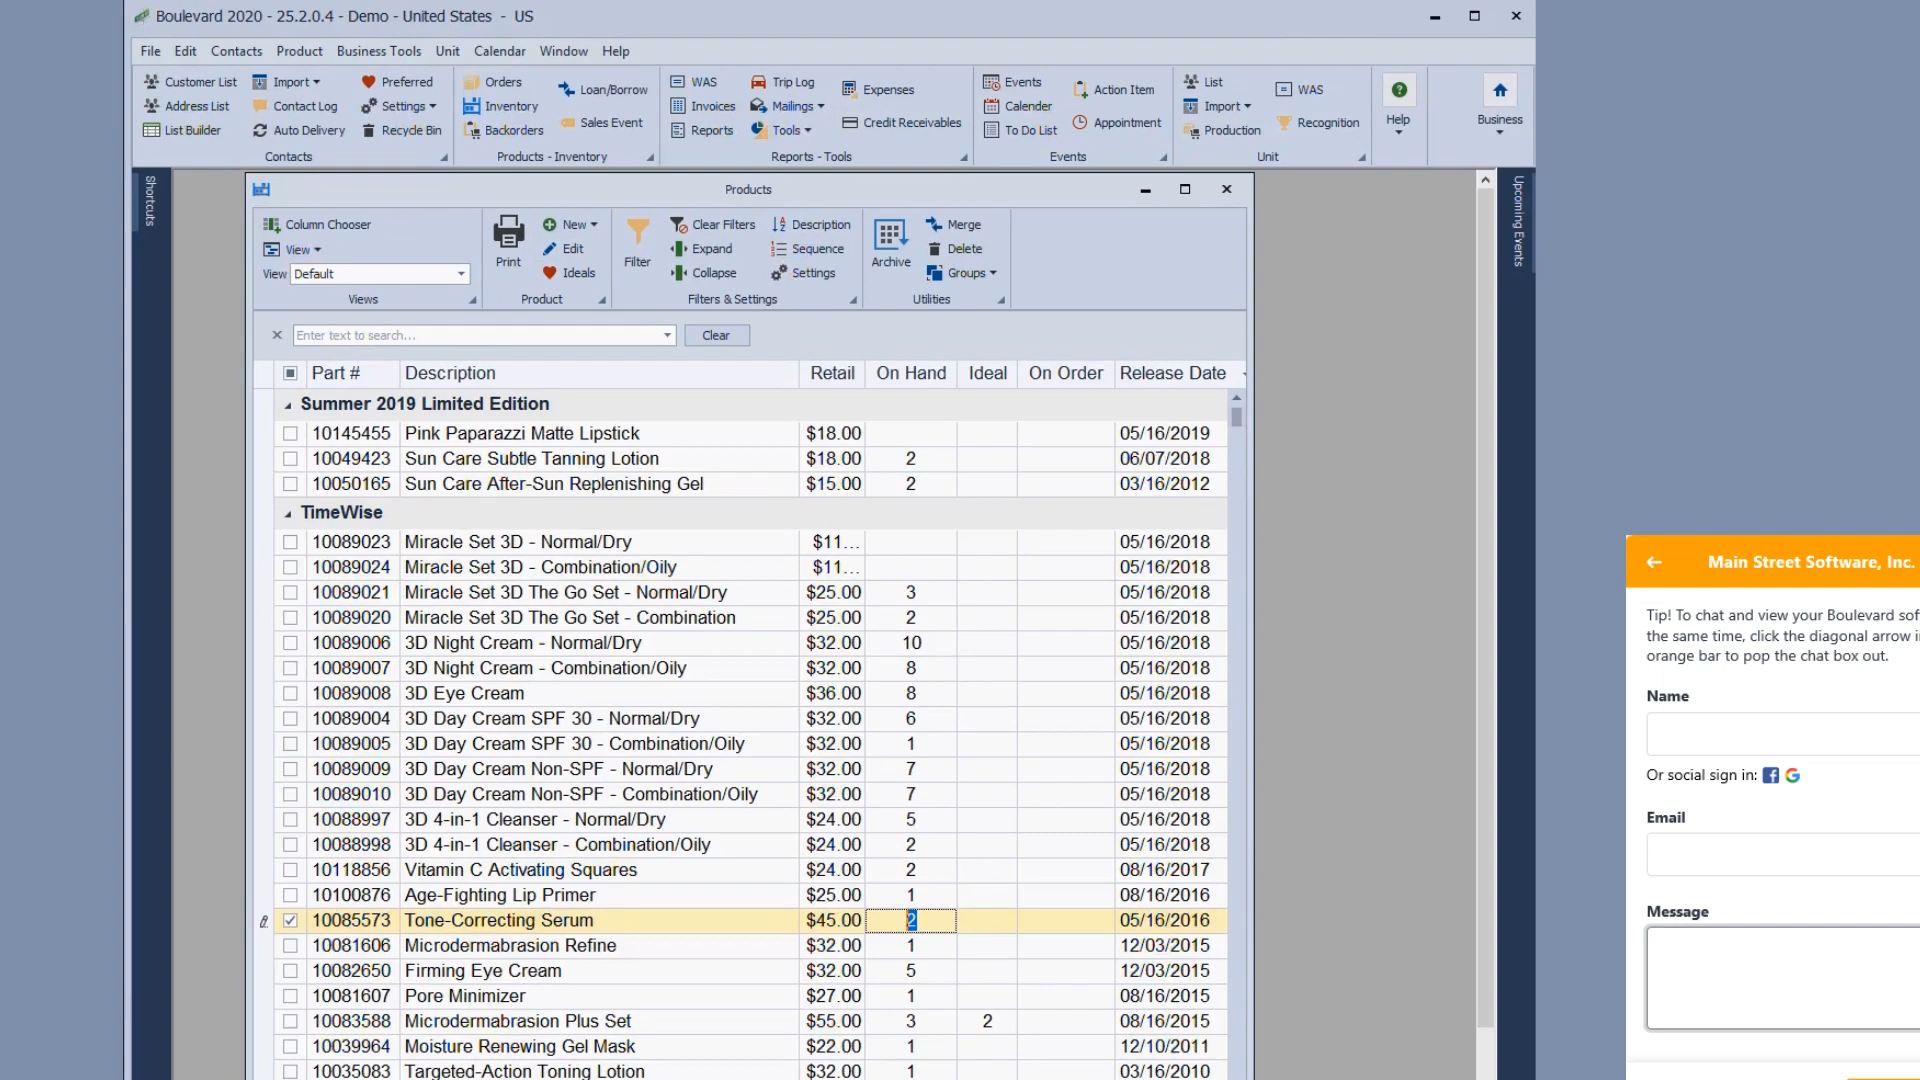 Boulevard 2020 - 25.2.0.4 - Demo - United States - US
File Edit Contacts Product Business Tools Unit Calendar Window Help
Customer List Import Preferred Orders Loan/Borrow WAS Trip Log Expenses Events Action Item List WAS
Address List Contact Log Settings Inventory Sales Event Invoices Mailings Credit Receivables Calender Appointment Import Recognition Help Business
List Builder Auto Delivery Recycle Bin Backorders Reports Tools To Do List Production
Contacts Products - Inventory Reports - Tools Events Unit
Shortcuts
Upcoming Events
Products
Column Chooser New Clear Filters Description Merge
View Edit Expand Sequence Delete
View Default Print Ideals Filter Collapse Settings Archive Groups
Views Product Filters & Settings Utilities
Enter text to search... Clear
Part # Description Retail On Hand Ideal On Order Release Date
Summer 2019 Limited Edition
10145455 Pink Paparazzi Matte Lipstick $18.00 05/16/2019
10049423 Sun Care Subtle Tanning Lotion $18.00 2 06/07/2018
10050165 Sun Care After-Sun Replenishing Gel $15.00 2 03/16/2012
TimeWise
10089023 Miracle Set 3D - Normal/Dry $11... 05/16/2018
10089024 Miracle Set 3D - Combination/Oily $11... 05/16/2018
10089021 Miracle Set 3D The Go Set - Normal/Dry $25.00 3 05/16/2018
10089020 Miracle Set 3D The Go Set - Combination $25.00 2 05/16/2018
10089006 3D Night Cream - Normal/Dry $32.00 10 05/16/2018
10089007 3D Night Cream - Combination/Oily $32.00 8 05/16/2018
10089008 3D Eye Cream $36.00 8 05/16/2018
10089004 3D Day Cream SPF 30 - Normal/Dry $32.00 6 05/16/2018
10089005 3D Day Cream SPF 30 - Combination/Oily $32.00 1 05/16/2018
10089009 3D Day Cream Non-SPF - Normal/Dry $32.00 7 05/16/2018
10089010 3D Day Cream Non-SPF - Combination/Oily $32.00 7 05/16/2018
10088997 3D 4-in-1 Cleanser - Normal/Dry $24.00 5 05/16/2018
10088998 3D 4-in-1 Cleanser - Combination/Oily $24.00 2 05/16/2018
10118856 Vitamin C Activating Squares $24.00 2 08/16/2017
10100876 Age-Fighting Lip Primer $25.00 1 08/16/2016
10085573 Tone-Correcting Serum $45.00 2 05/16/2016
10081606 Microdermabrasion Refine $32.00 1 12/03/2015
10082650 Firming Eye Cream $32.00 5 12/03/2015
10081607 Pore Minimizer $27.00 1 08/16/2015
10083588 Microdermabrasion Plus Set $55.00 3 2 08/16/2015
10039964 Moisture Renewing Gel Mask $22.00 1 12/10/2011
10035083 Targeted-Action Toning Lotion $32.00 1 03/16/2010
Main Street Software, Inc.
Tip! To chat and view your Boulevard sof
the same time, click the diagonal arrow i
orange bar to pop the chat box out.
Name
Or social sign in:
Email
Message